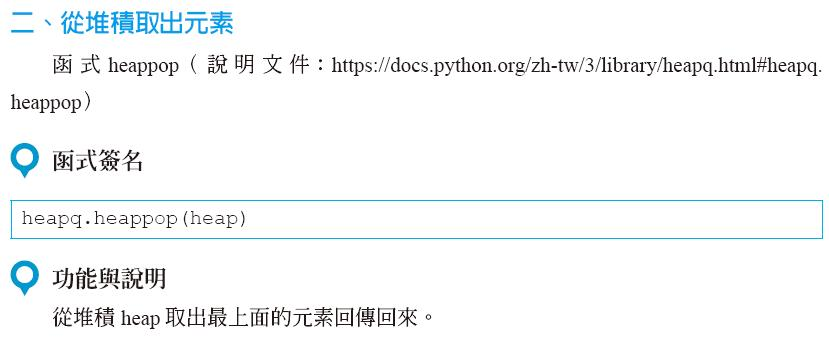 二、從堆積取出元素
函式 heappop（說明文件：https://docs.python.org/zh-tw/3/library/heapq.html#heapq.
heappop）
函式簽名
heapq.heappop(heap)
功能與說明
從堆積 heap 取出最上面的元素回傳回來。